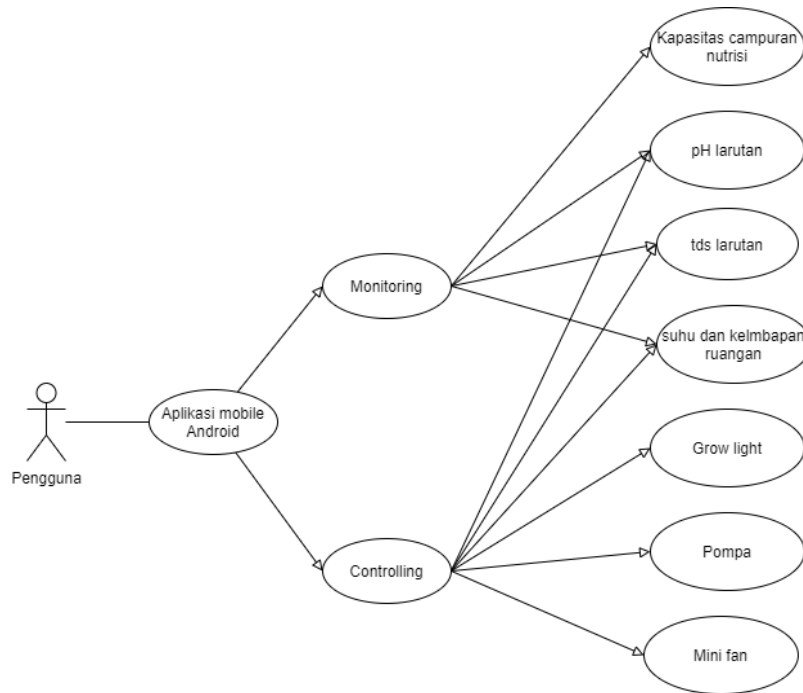 Kapasitas campuran
nutrisi
pH larutan
tds larutan
Monitoring
suhu dan kelmbapan
ruangan
Aplikasi mobile
Android
Pengguna
Grow light
Controlling
Pompa
Mini fan